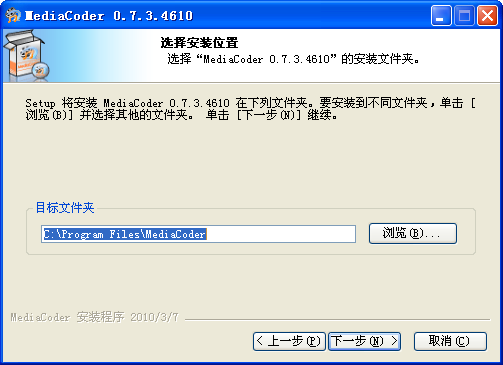 MediaCoder 0.7.3.4610
选择安装位置
选择“MediaCoder 0.7.3.4610”的安装文件夹。
Setup 将安装 MediaCoder 0.7.3.4610 在下列文件夹。要安装到不同文件夹，单击 [
浏览(B)] 并选择其他的文件夹。 单击 [下一步(N)] 继续。
目标文件夹
C:\Program Files\MediaCoder
浏览(B)...
MediaCoder 安装程序 2010/3/7
< 上一步(P) 下一步(N) > 取消(C)